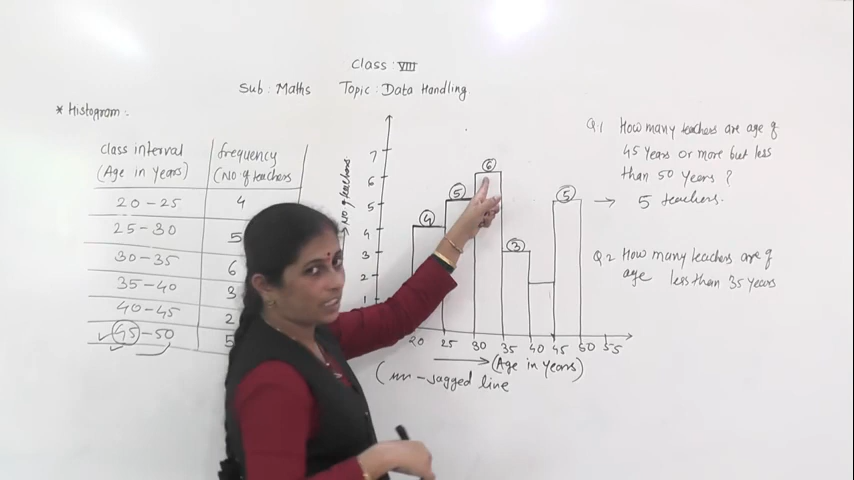 Class : VIII
Sub : Maths Topic : Data Handling
* Histogram :
class interval frequency
(Age in Years) (No of teachers
20 - 25 4
25 - 30 5
30 - 35 6
35 - 40 3
40 - 45 2
45 - 50 5
No of teachers
7
6
5
4
3
2
1
4
5
6
3
5
20 25 30 35 40 45 50 55
(Age in Years)
( - Jagged line
Q.1 How many teachers are age of
45 Years or more but less
than 50 Years ?
→ 5 teachers.
Q.2 How many teachers are of
age less than 35 years